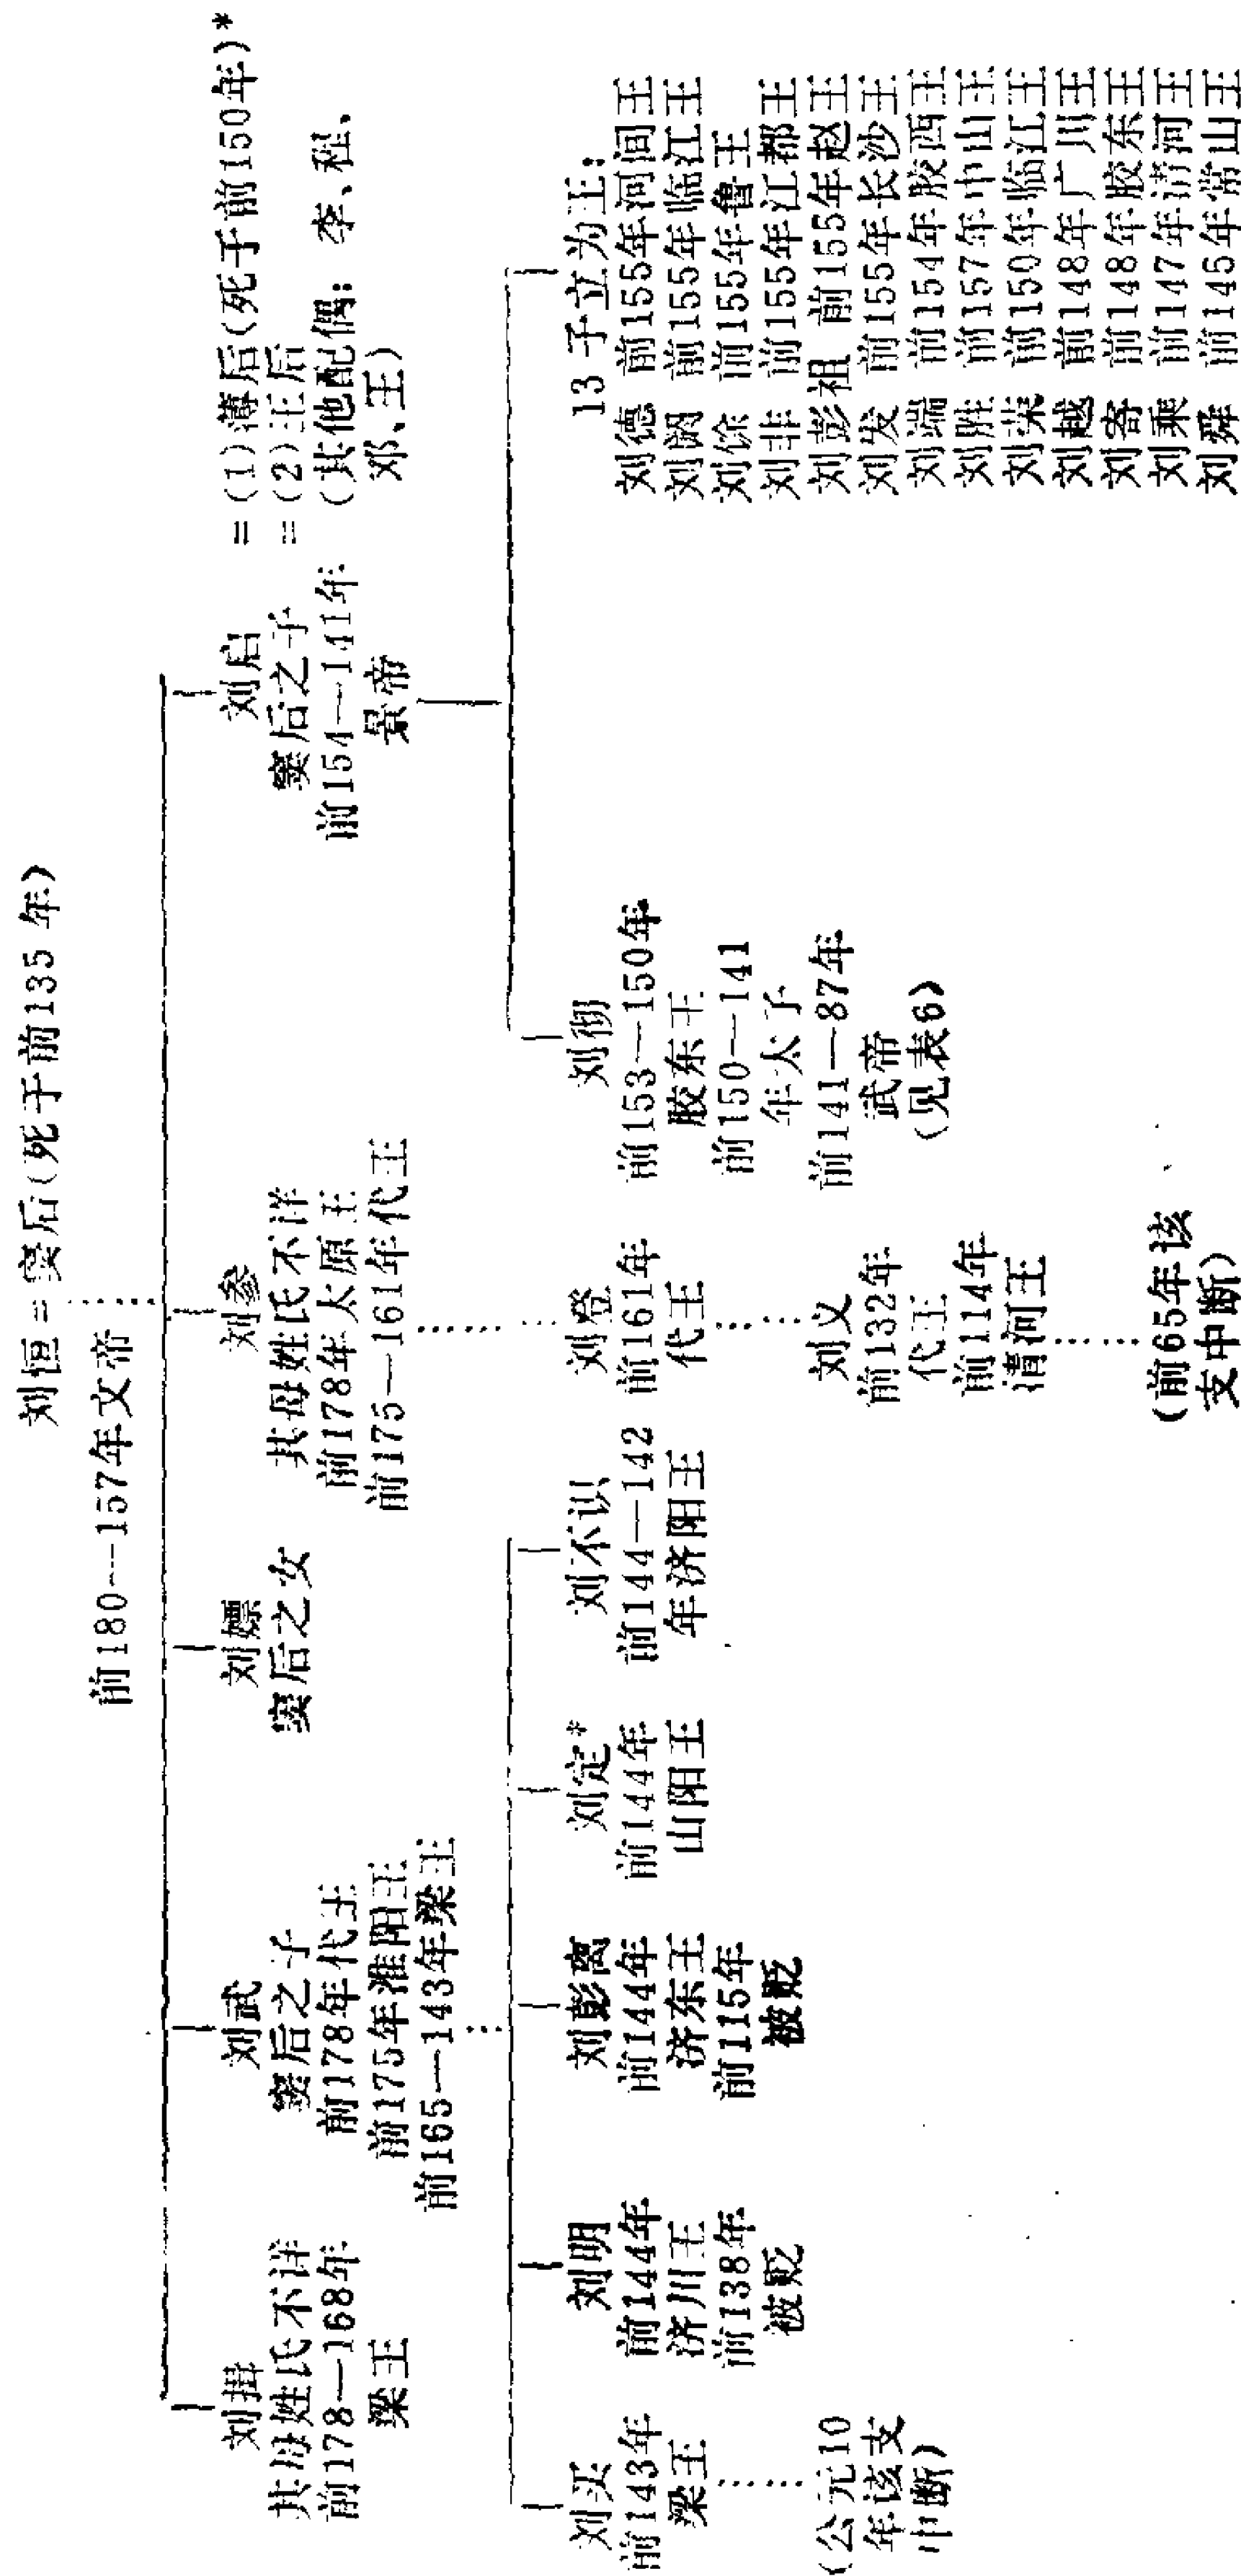 刘恒=窦后(死于前135年)
前180—157年文帝
刘揖
其母姓氏不详
前178—168年
梁王
刘武
窦后之子
前178年代王
前175年淮阳王
前165—143年梁王
刘嫖
窦后之女
刘参
其母姓氏不详
前178年太原王
前175—161年代王
刘启
窦后之子
前154—141年
景帝
=(1)薄后(死于前150年)*
=(2)王后
(其他配偶：李、程、
邓、王)
刘买
前143年
梁王
(公元10
年该支
中断)
刘明
前144年
济川王
前138年
被贬
刘彭离
前144年
济东王
前115年
被贬
刘定*
前144年
山阳王
刘不识
前144—142
年济阳王
刘登
前161年
代王
刘义
前132年
代王
前114年
清河王
(前65年该
支中断)
刘彻
前153—150年
胶东王
前150—141
年太子
前141—87年
武帝
(见表6)
13子立为王：
刘德 前155年河间王
刘阏 前155年临江王
刘馀 前155年鲁王
刘非 前155年江都王
刘彭祖 前155年赵王
刘发 前155年长沙王
刘端 前154年胶西王
刘胜 前157年中山王
刘荣 前150年临江王
刘越 前148年广川王
刘寄 前148年胶东王
刘乘 前147年清河王
刘舜 前145年常山王